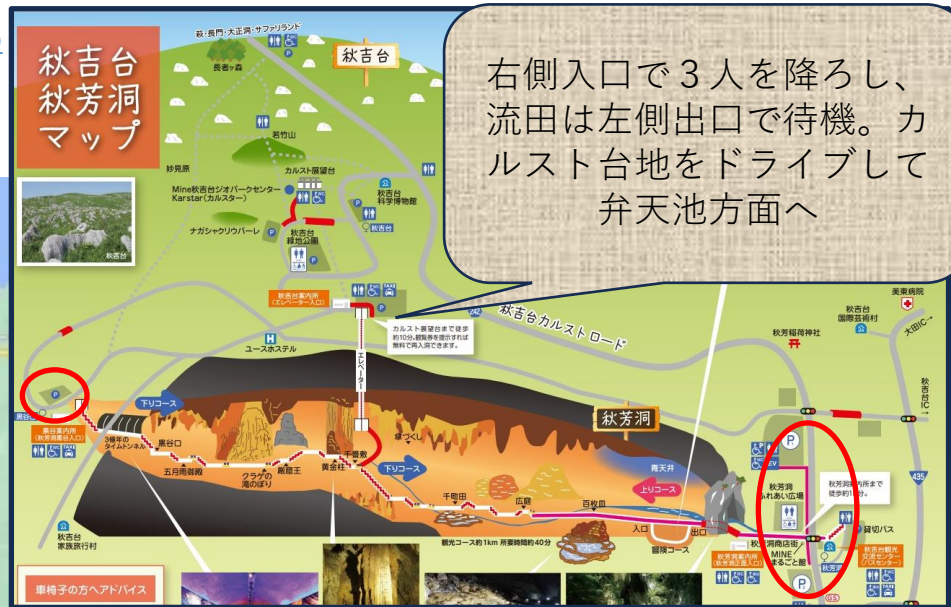 秋吉台
秋芳洞
マップ
秋吉台
萩・長門・大正洞・サファリランド
長者ヶ森
秋吉台
右側入口で３人を降ろし、
流田は左側出口で待機。カ
ルスト台地をドライブして
弁天池方面へ
若竹山
妙見原
カルスト展望台
Mine秋吉台ジオパークセンター
Karstar(カルスター)
秋吉台
科学博物館
秋吉台
ナガシャクリウバーレ
秋吉台
緑地公園
秋吉台案内所
(エレベーター入口)
カルスト展望台まで徒歩
約10分。観覧券を提示すれば
無料で再入洞できます。
242
秋吉台カルストロード
ユースホステル
エレベーター
美東病院
秋吉台
国際芸術村
大田IC→
秋芳稲荷神社
秋吉台IC→
435
黒谷案内所
(秋芳洞黒谷入口)
下りコース
3億年の
タイムトンネル
黒谷口
五月雨御殿
クラゲの
滝のぼり
巌窟王
黄金柱
千畳敷
傘づくし
下りコース
千町田
広庭
百枚皿
秋芳洞
青天井
上りコース
入口
出口
冒険コース
観光コース約1km 所要時間約40分
秋芳洞
ふれあい広場
秋芳洞商店街
MINE
まるごと館
秋芳洞案内所
(秋芳洞正面入口)
貸切バス
秋芳洞
秋吉台観光
交流センター
(バスセンター)
GS
秋吉台
家族旅行村
車椅子の方へアドバイス